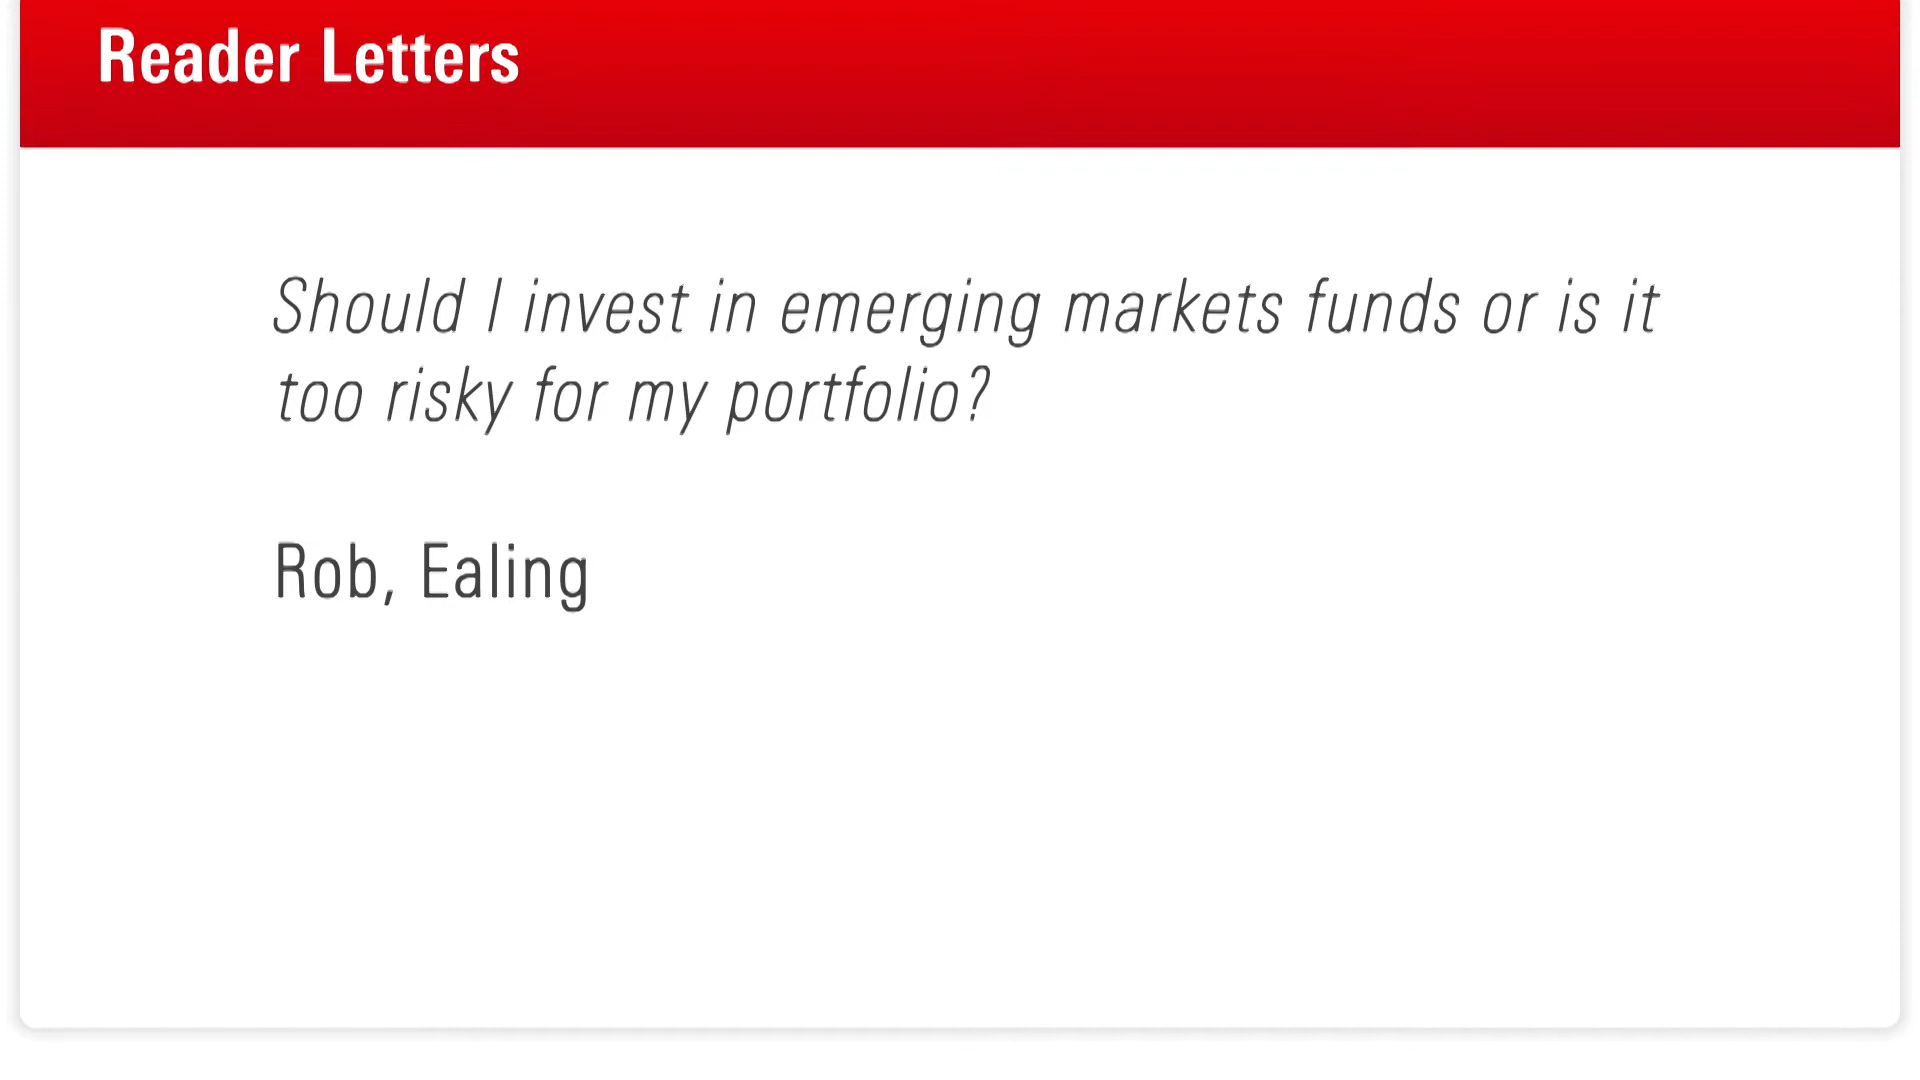 Reader Letters
Should I invest in emerging markets funds or is it
too risky for my portfolio?
Rob, Ealing